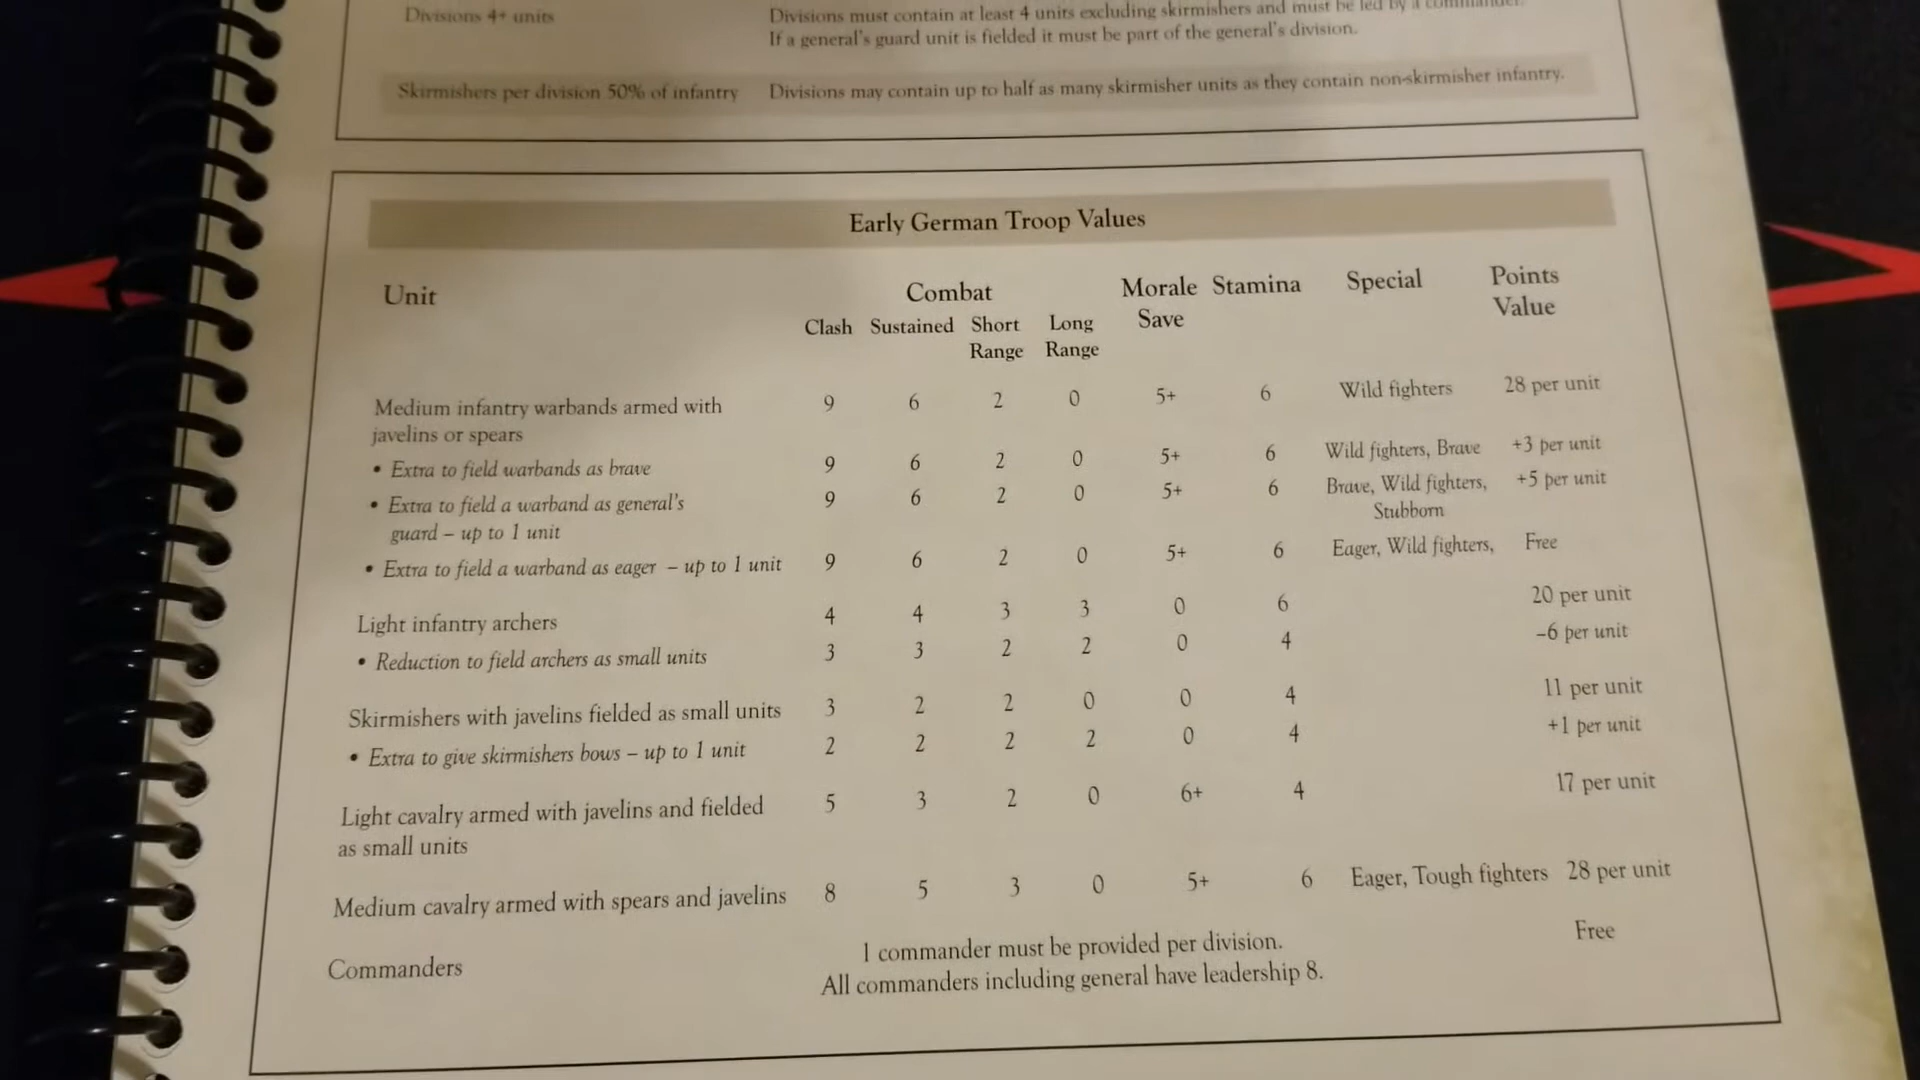 Divisions 4+ units Divisions must contain at least 4 units excluding skirmishers and must be led by a commander.
If a general's guard unit is fielded it must be part of the general's division.
Skirmishers per division 50% of infantry Divisions may contain up to half as many skirmisher units as they contain non-skirmisher infantry.
Early German Troop Values
Unit Combat Morale Save Stamina Special Points Value
Clash Sustained Short Range Long Range
Medium infantry warbands armed with 9 6 2 0 5+ 6 Wild fighters 28 per unit
javelins or spears
• Extra to field warbands as brave 9 6 2 0 5+ 6 Wild fighters, Brave +3 per unit
• Extra to field a warband as general's 9 6 2 0 5+ 6 Brave, Wild fighters, +5 per unit
guard – up to 1 unit Stubborn
• Extra to field a warband as eager – up to 1 unit 9 6 2 0 5+ 6 Eager, Wild fighters, Free
Light infantry archers 4 4 3 3 0 6 20 per unit
• Reduction to field archers as small units 3 3 2 2 0 4 –6 per unit
Skirmishers with javelins fielded as small units 3 2 2 0 0 4 11 per unit
• Extra to give skirmishers bows – up to 1 unit 2 2 2 2 0 4 +1 per unit
Light cavalry armed with javelins and fielded 5 3 2 0 6+ 4 17 per unit
as small units
Medium cavalry armed with spears and javelins 8 5 3 0 5+ 6 Eager, Tough fighters 28 per unit
Commanders 1 commander must be provided per division. Free
All commanders including general have leadership 8.